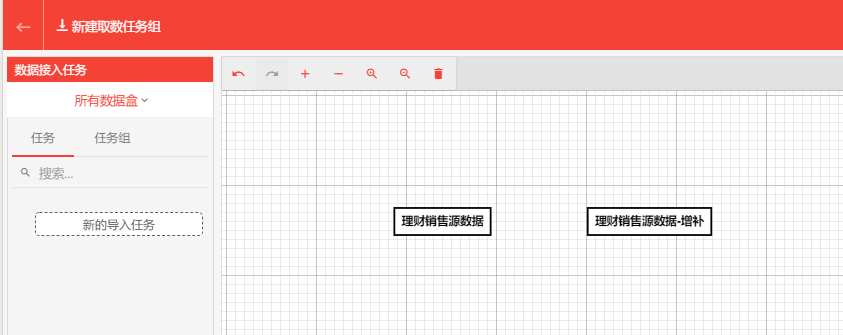 新建取数任务组
数据接入任务
所有数据盒
任务 任务组
搜索...
新的导入任务
理财销售源数据
理财销售源数据-增补